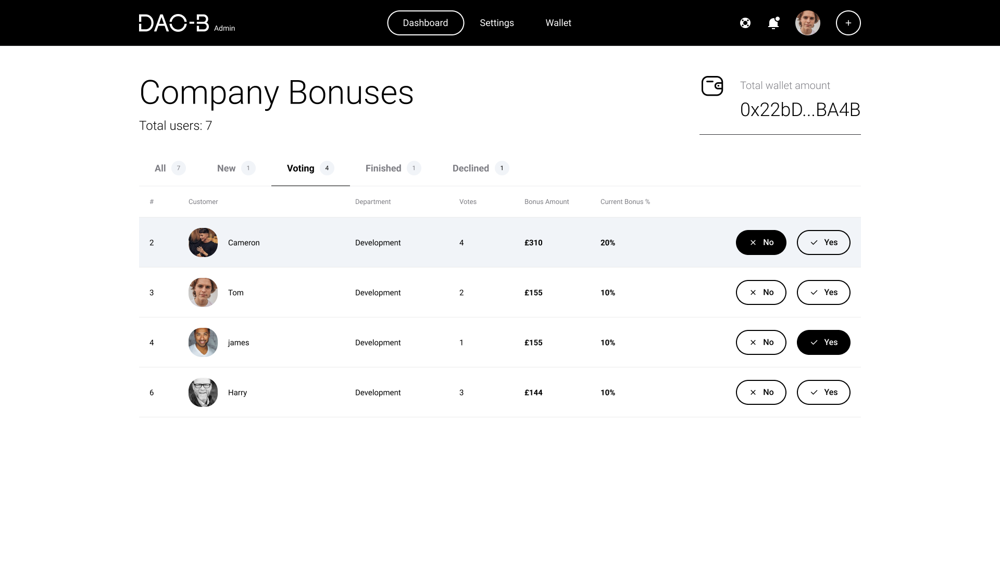 DAO-B Admin
Dashboard Settings Wallet
Company Bonuses
Total users: 7
Total wallet amount
0x22bD...BA4B
All 7 New 1 Voting 4 Finished 1 Declined 1
# Customer Department Votes Bonus Amount Current Bonus %
2 Cameron Development 4 £310 20% No Yes
3 Tom Development 2 £155 10% No Yes
4 james Development 1 £155 10% No Yes
6 Harry Development 3 £144 10% No Yes